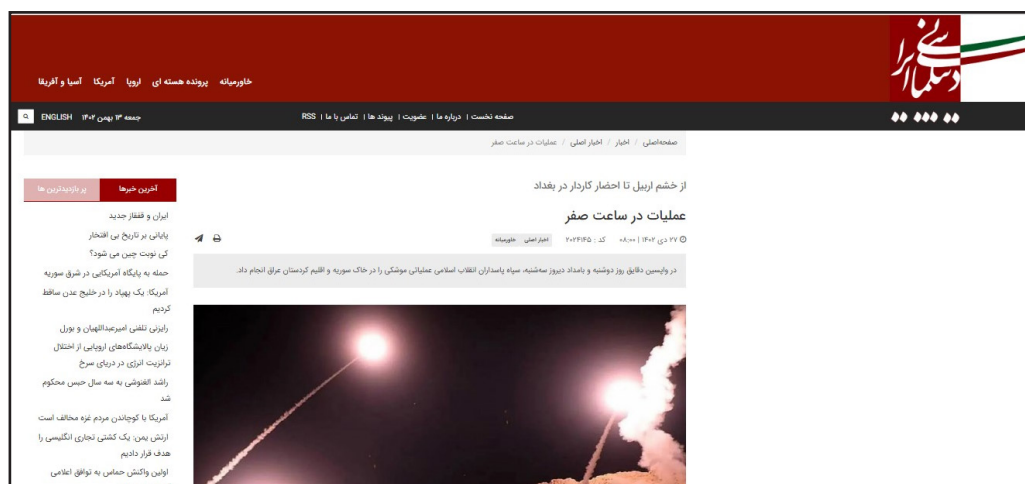 دیپلماسی ایرانی
خاورمیانه پرونده هسته ای اروپا آمریکا آسیا و آفریقا
صفحه نخست | درباره ما | عضویت | پیوند ها | تماس با ما | RSS
جمعه ۱۳ بهمن ۱۴۰۲ ENGLISH
صفحه‌اصلی / اخبار / اخبار اصلی / عملیات در ساعت صفر
از خشم اربیل تا احضار کاردار در بغداد
عملیات در ساعت صفر
۲۷ دی ۱۴۰۲ | ۰۸:۰۰ کد : ۲۰۲۴۱۴۵ اخبار اصلی خاورمیانه
در واپسین دقایق روز دوشنبه و بامداد دیروز سه‌شنبه، سپاه پاسداران انقلاب اسلامی عملیاتی موشکی را در خاک سوریه و اقلیم کردستان عراق انجام داد.
آخرین خبرها پر بازدیدترین ها
ایران و قفقاز جدید
پایانی بر تاریخ بی افتخار
کی نوبت چین می شود؟
حمله به پایگاه آمریکایی در شرق سوریه
آمریکا: یک پهپاد را در خلیج عدن ساقط
کردیم
رایزنی تلفنی امیرعبداللهیان و بورل
زیان پالایشگاه‌های اروپایی از اختلال
ترانزیت انرژی در دریای سرخ
راشد الغنوشی به سه سال حبس محکوم
شد
آمریکا با کوچاندن مردم غزه مخالف است
ارتش یمن: یک کشتی تجاری انگلیسی را
هدف قرار دادیم
اولین واکنش حماس به توافق اعلامی